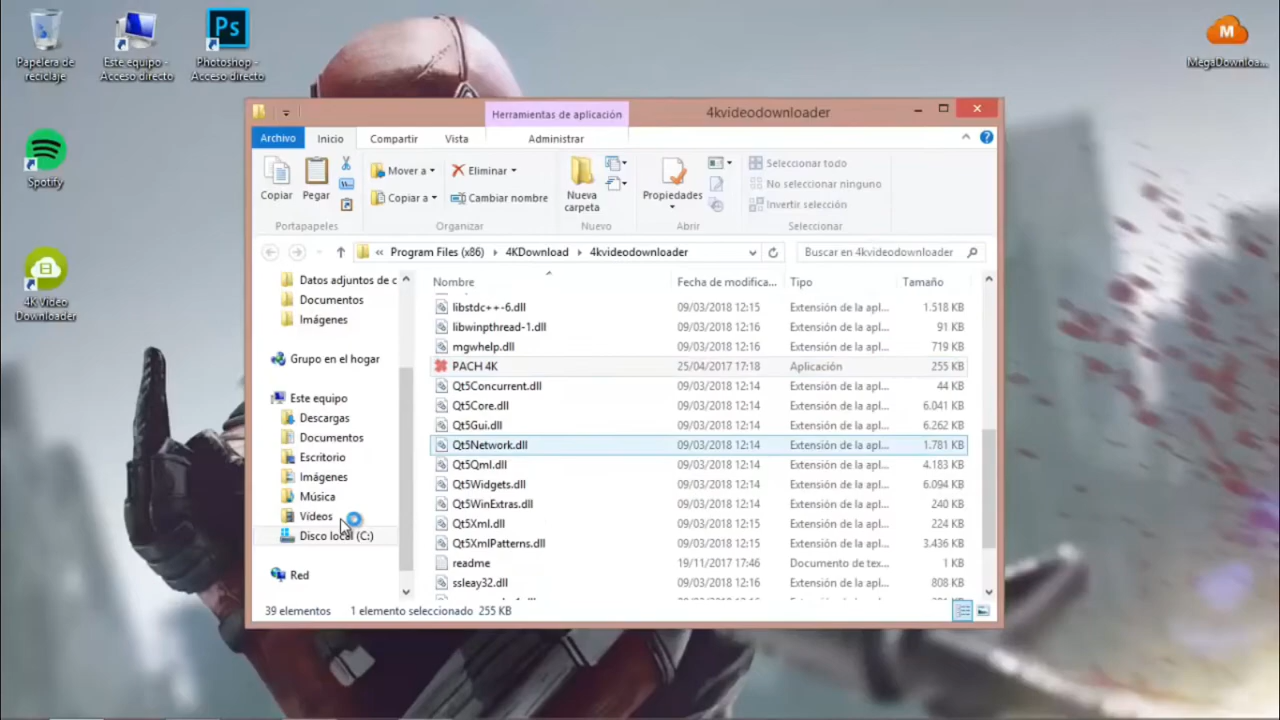 Papelera de
reciclaje
Este equipo -
Acceso directo
Ps
Photoshop -
Acceso directo
M
MegaDownloa...
Spotify
4K Video
Downloader
Herramientas de aplicación
4kvideodownloader
Archivo
Inicio
Compartir
Vista
Administrar
Copiar
Pegar
Mover a
Copiar a
Eliminar
Cambiar nombre
Nueva
carpeta
Propiedades
Seleccionar todo
No seleccionar ninguno
Invertir selección
Portapapeles
Organizar
Nuevo
Abrir
Seleccionar
« Program Files (x86) 4KDownload 4kvideodownloader
Buscar en 4kvideodownloader
Datos adjuntos de c
Documentos
Imágenes
Grupo en el hogar
Este equipo
Descargas
Documentos
Escritorio
Imágenes
Música
Vídeos
Disco local (C:)
Red
Nombre Fecha de modifica... Tipo Tamaño
libstdc++-6.dll 09/03/2018 12:15 Extensión de la apl... 1.518 KB
libwinpthread-1.dll 09/03/2018 12:16 Extensión de la apl... 91 KB
mgwhelp.dll 09/03/2018 12:16 Extensión de la apl... 719 KB
PACH 4K 25/04/2017 17:18 Aplicación 255 KB
Qt5Concurrent.dll 09/03/2018 12:14 Extensión de la apl... 44 KB
Qt5Core.dll 09/03/2018 12:14 Extensión de la apl... 6.041 KB
Qt5Gui.dll 09/03/2018 12:14 Extensión de la apl... 6.262 KB
Qt5Network.dll 09/03/2018 12:14 Extensión de la apl... 1.781 KB
Qt5Qml.dll 09/03/2018 12:14 Extensión de la apl... 4.183 KB
Qt5Widgets.dll 09/03/2018 12:14 Extensión de la apl... 6.094 KB
Qt5WinExtras.dll 09/03/2018 12:14 Extensión de la apl... 240 KB
Qt5Xml.dll 09/03/2018 12:14 Extensión de la apl... 224 KB
Qt5XmlPatterns.dll 09/03/2018 12:15 Extensión de la apl... 3.436 KB
readme 19/11/2017 17:46 Documento de tex... 1 KB
ssleay32.dll 09/03/2018 12:16 Extensión de la apl... 808 KB
39 elementos 1 elemento seleccionado 255 KB